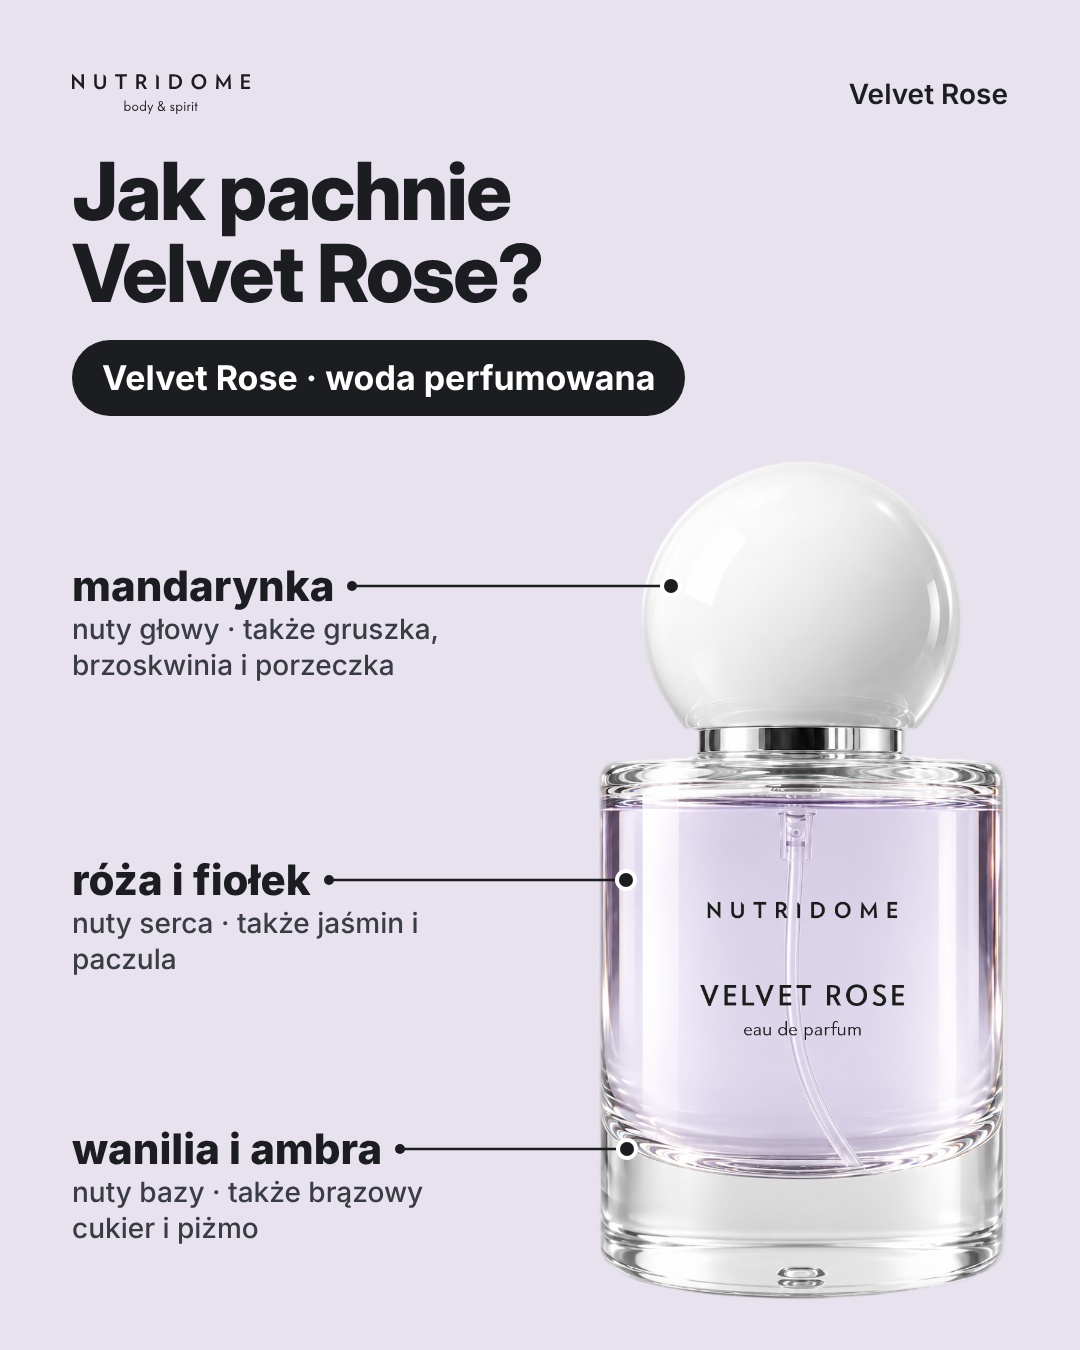 NUTRIDOME
body & spirit
Velvet Rose
Jak pachnie
Velvet Rose?
Velvet Rose · woda perfumowana
mandarynka
nuty głowy · także gruszka,
brzoskwinia i porzeczka
róża i fiołek
nuty serca · także jaśmin i
paczula
NUTRIDOME
VELVET ROSE
eau de parfum
wanilia i ambra
nuty bazy · także brązowy
cukier i piżmo